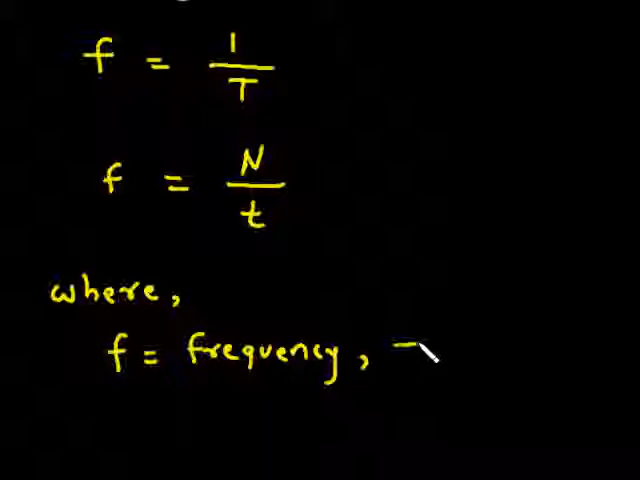 f = 1/T
f = N/t
where,
f = frequency,